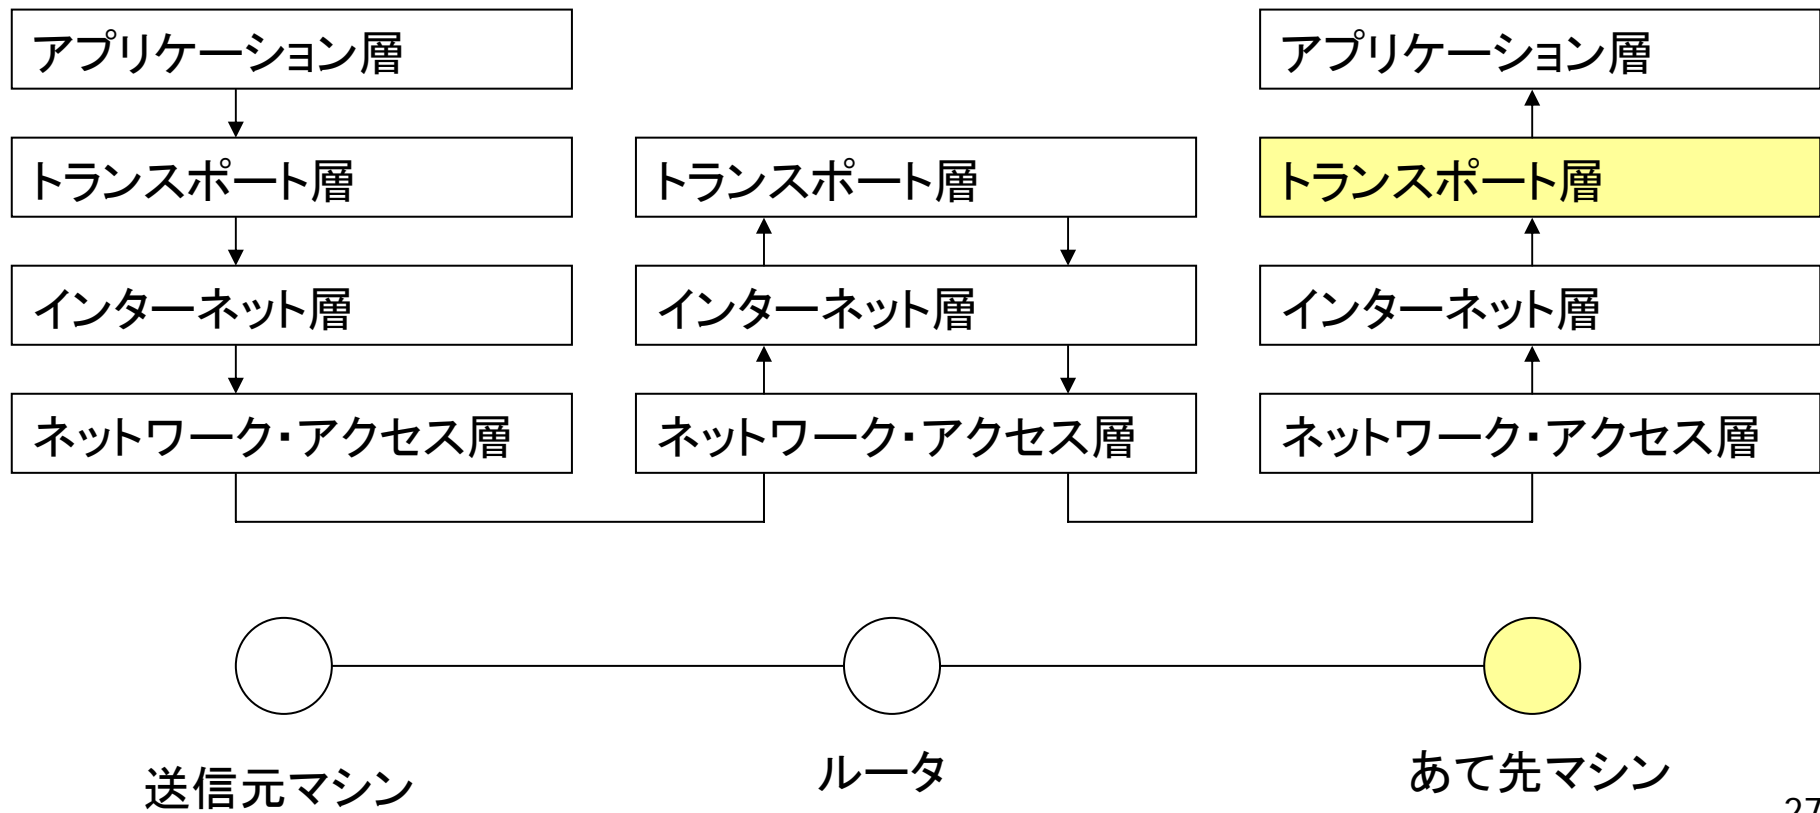 アプリケーション層
アプリケーション層
トランスポート層
トランスポート層
トランスポート層
インターネット層
インターネット層
インターネット層
ネットワーク・アクセス層
ネットワーク・アクセス層
ネットワーク・アクセス層
送信元マシン
ルータ
あて先マシン
27